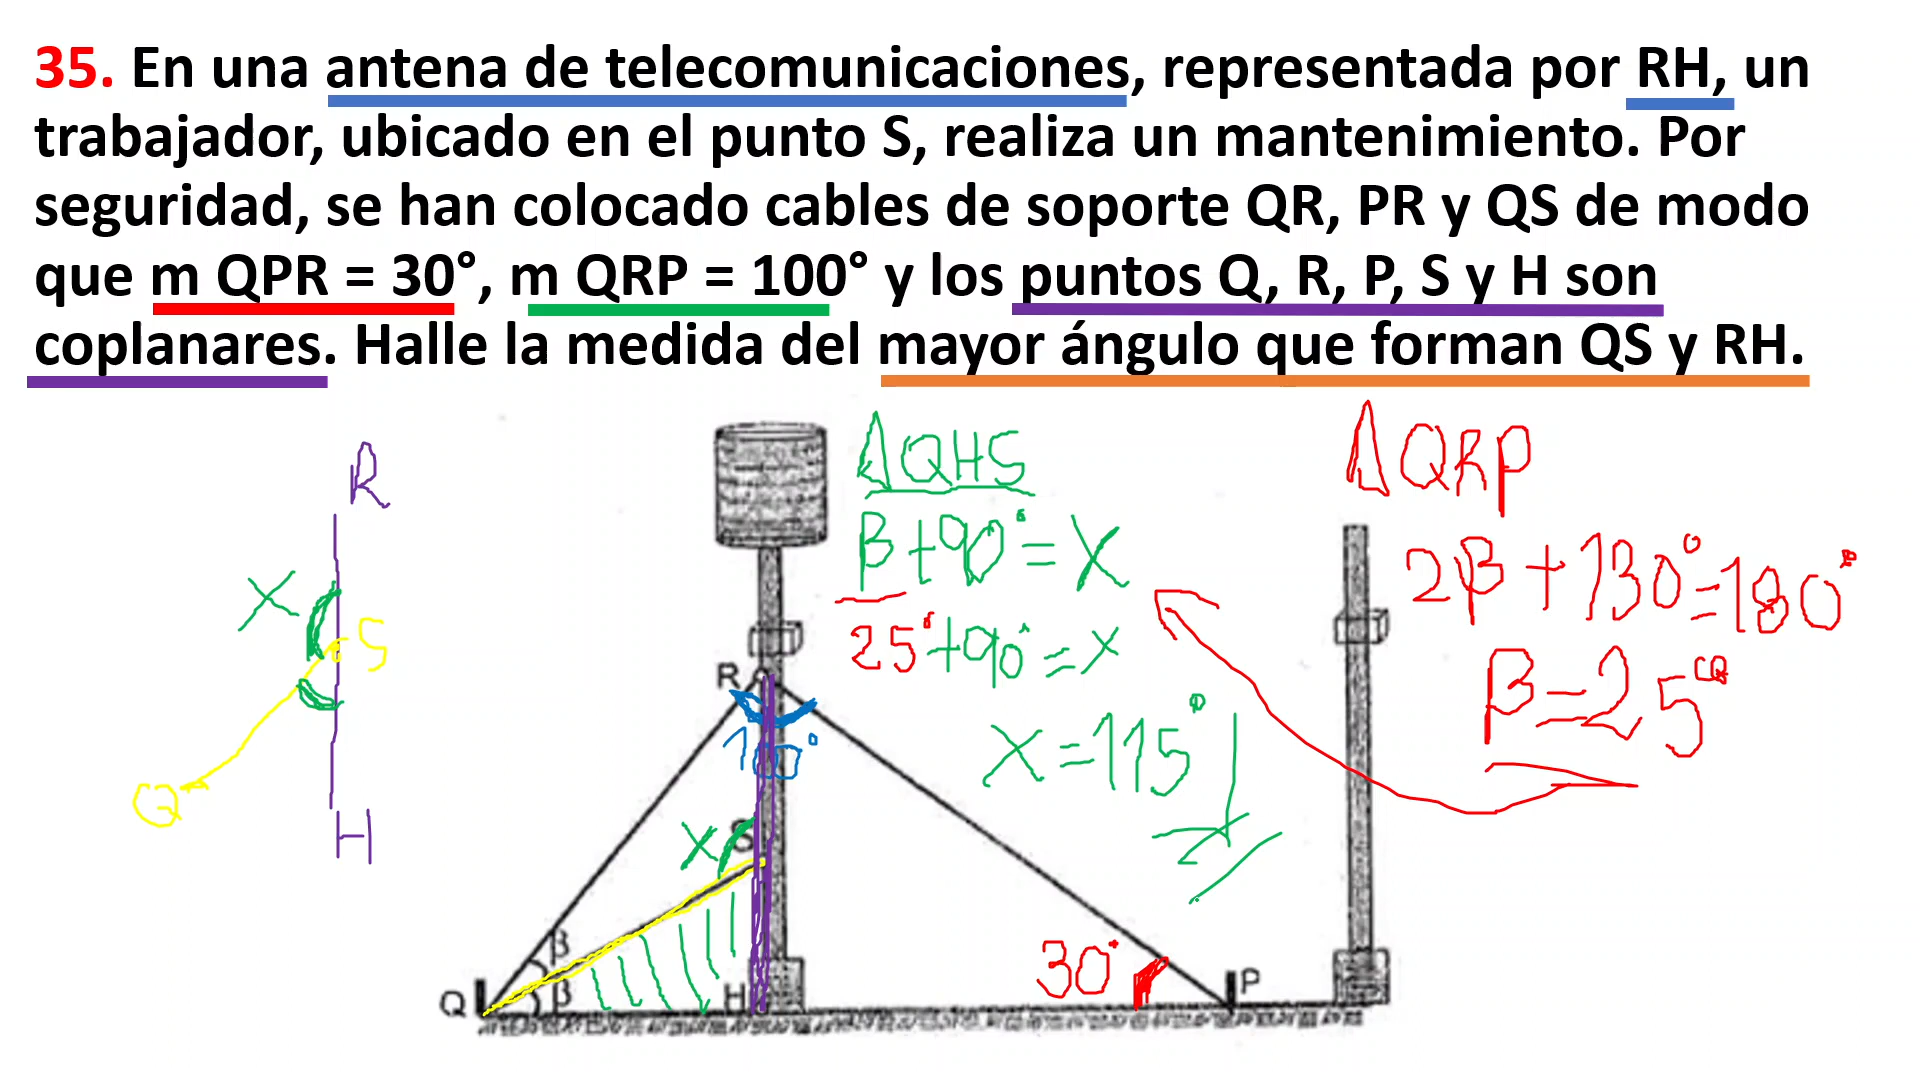 35. En una antena de telecomunicaciones, representada por RH, un
trabajador, ubicado en el punto S, realiza un mantenimiento. Por
seguridad, se han colocado cables de soporte QR, PR y QS de modo
que m QPR = 30°, m QRP = 100° y los puntos Q, R, P, S y H son
coplanares. Halle la medida del mayor ángulo que forman QS y RH.
R
X
S
Q
H
ΔQHS
β+90°=X
25°+90°=X
X=115°
ΔQRP
2β+130°=180°
β=25°
R
100°
X
S
β
β
Q
H
30°
P